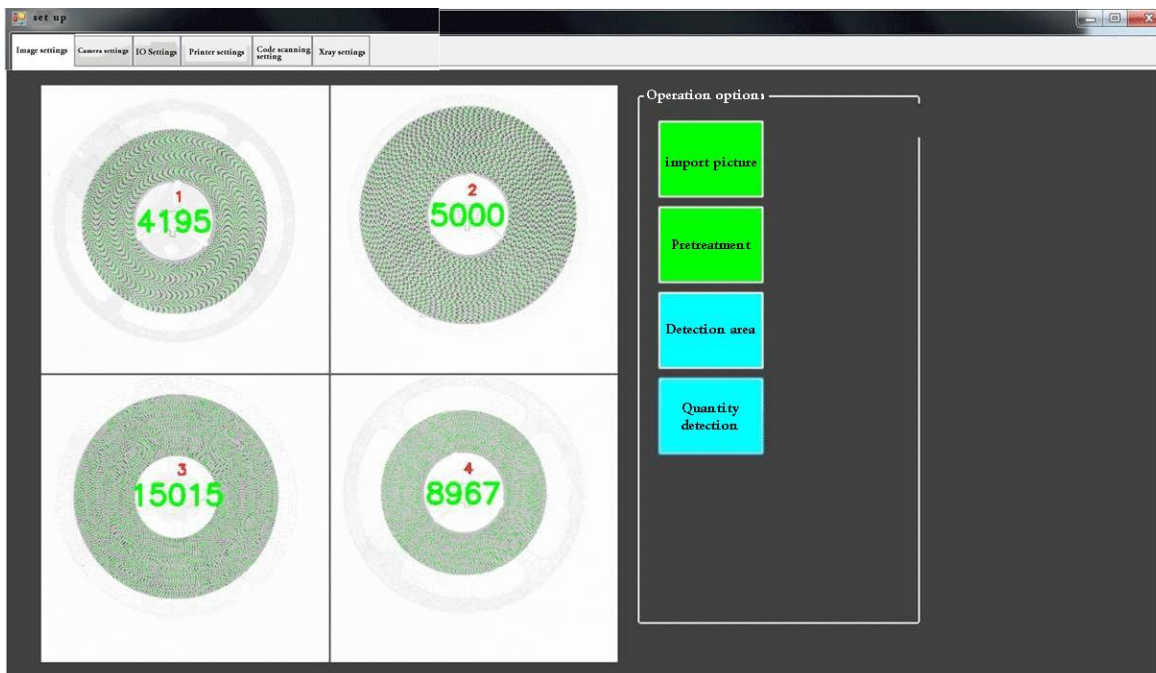 set up
Image settings
Camera settings
IO Settings
Printer settings
Code scanning
setting
Xray settings
Operation options
import picture
Pretreatment
Detection area
Quantity
detection
1
4195
2
5000
3
15015
4
8967